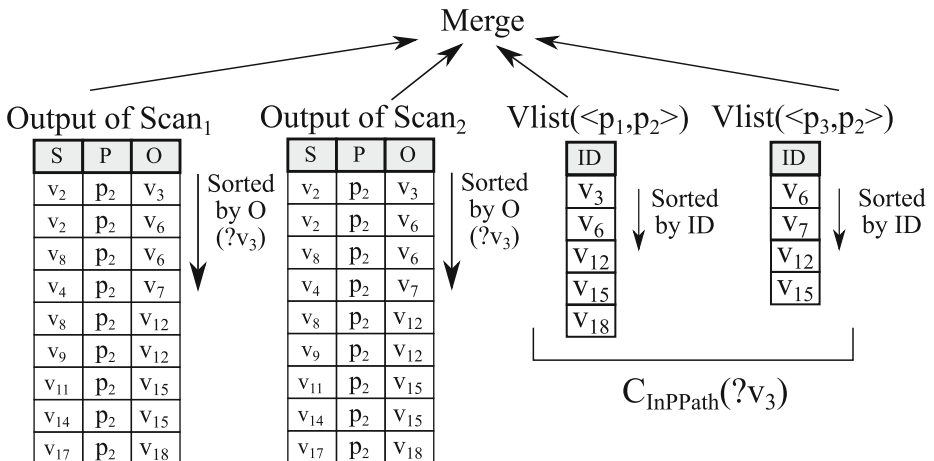 Merge
Output of Scan₁ Output of Scan₂ Vlist(<p₁,p₂>) Vlist(<p₃,p₂>)
S P O
v₂ p₂ v₃
v₂ p₂ v₆
v₈ p₂ v₆
v₄ p₂ v₇
v₈ p₂ v₁₂
v₉ p₂ v₁₂
v₁₁ p₂ v₁₅
v₁₄ p₂ v₁₅
v₁₇ p₂ v₁₈
Sorted
by O
(?v₃)
S P O
v₂ p₂ v₃
v₂ p₂ v₆
v₈ p₂ v₆
v₄ p₂ v₇
v₈ p₂ v₁₂
v₉ p₂ v₁₂
v₁₁ p₂ v₁₅
v₁₄ p₂ v₁₅
v₁₇ p₂ v₁₈
Sorted
by O
(?v₃)
ID
v₃
v₆
v₁₂
v₁₅
v₁₈
Sorted
by ID
ID
v₆
v₇
v₁₂
v₁₅
Sorted
by ID
C_InPPath(?v₃)